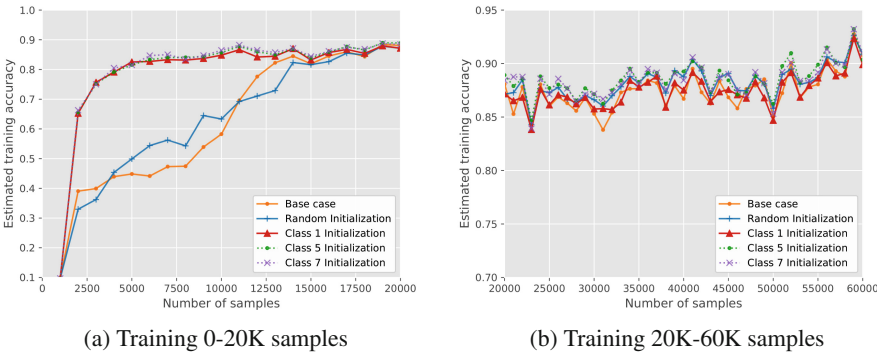 1.0
0.9
0.8
0.7
0.6
0.5
0.4
0.3
0.2
0.1
Estimated training accuracy
0 2500 5000 7500 10000 12500 15000 17500 20000
Number of samples
Base case
Random Initialization
Class 1 Initialization
Class 5 Initialization
Class 7 Initialization
(a) Training 0-20K samples
0.95
0.90
0.85
0.80
0.75
0.70
Estimated training accuracy
20000 25000 30000 35000 40000 45000 50000 55000 60000
Number of samples
Base case
Random Initialization
Class 1 Initialization
Class 5 Initialization
Class 7 Initialization
(b) Training 20K-60K samples